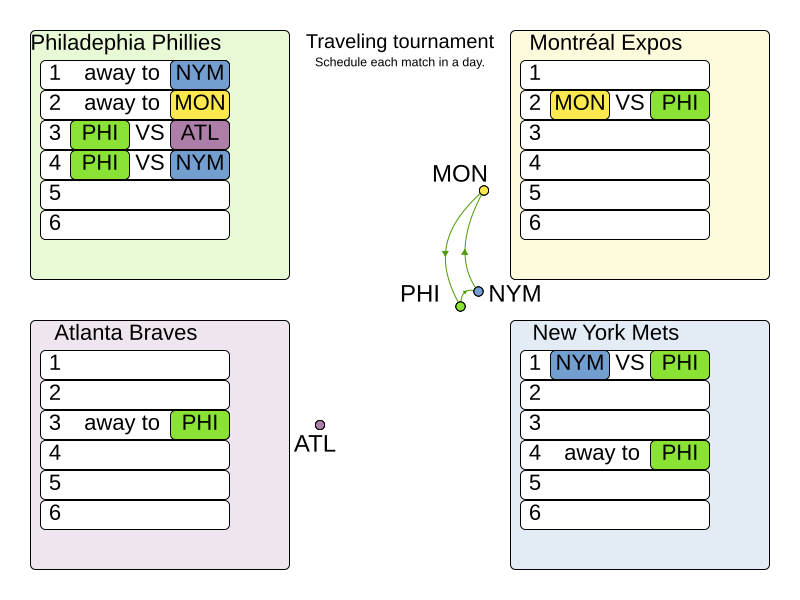 Philadephia Phillies
1 away to NYM
2 away to MON
3 PHI VS ATL
4 PHI VS NYM
5
6
Traveling tournament
Schedule each match in a day.
Montréal Expos
1
2 MON VS PHI
3
4
5
6
MON
PHI
NYM
ATL
Atlanta Braves
1
2
3 away to PHI
4
5
6
New York Mets
1 NYM VS PHI
2
3
4 away to PHI
5
6